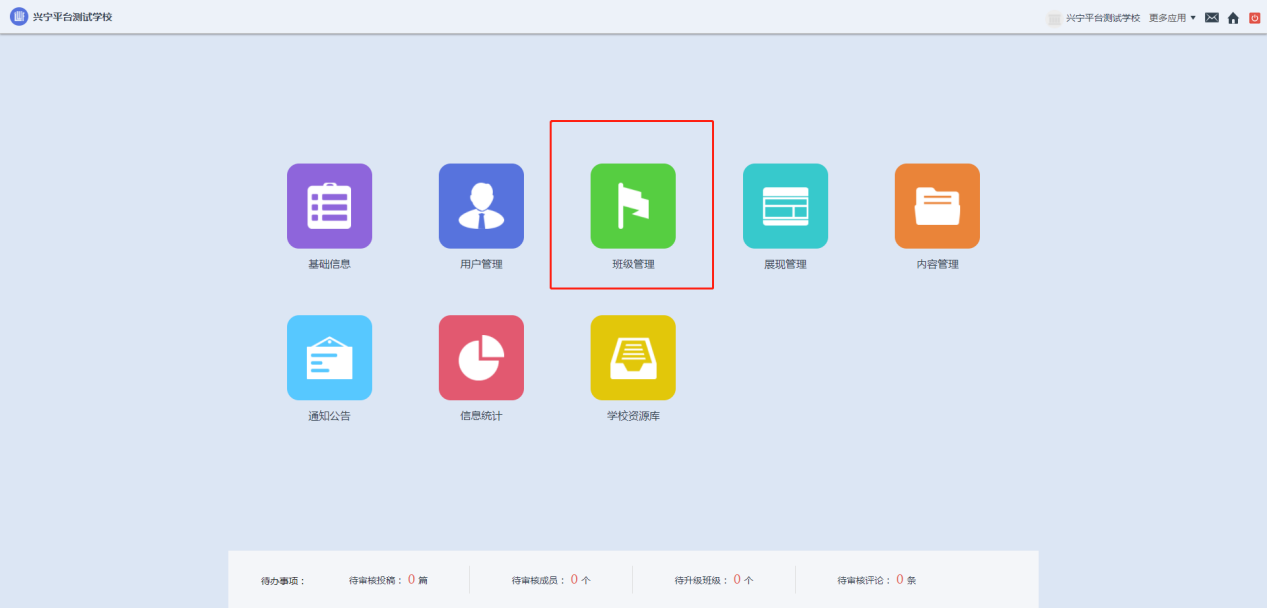 兴宁平台测试学校
兴宁平台测试学校 更多应用
基础信息 用户管理 班级管理 展现管理 内容管理
通知公告 信息统计 学校资源库
待办事项： 待审核投稿： 0 篇 待审核成员： 0 个 待升级班级： 0 个 待审核评论： 0 条